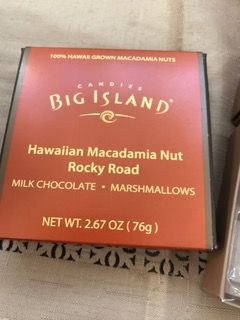 100% HAWAII GROWN MACADAMIA NUTS
CANDIES
BIG ISLAND®
Hawaiian Macadamia Nut
Rocky Road
MILK CHOCOLATE • MARSHMALLOWS
NET WT. 2.67 OZ ( 76g )